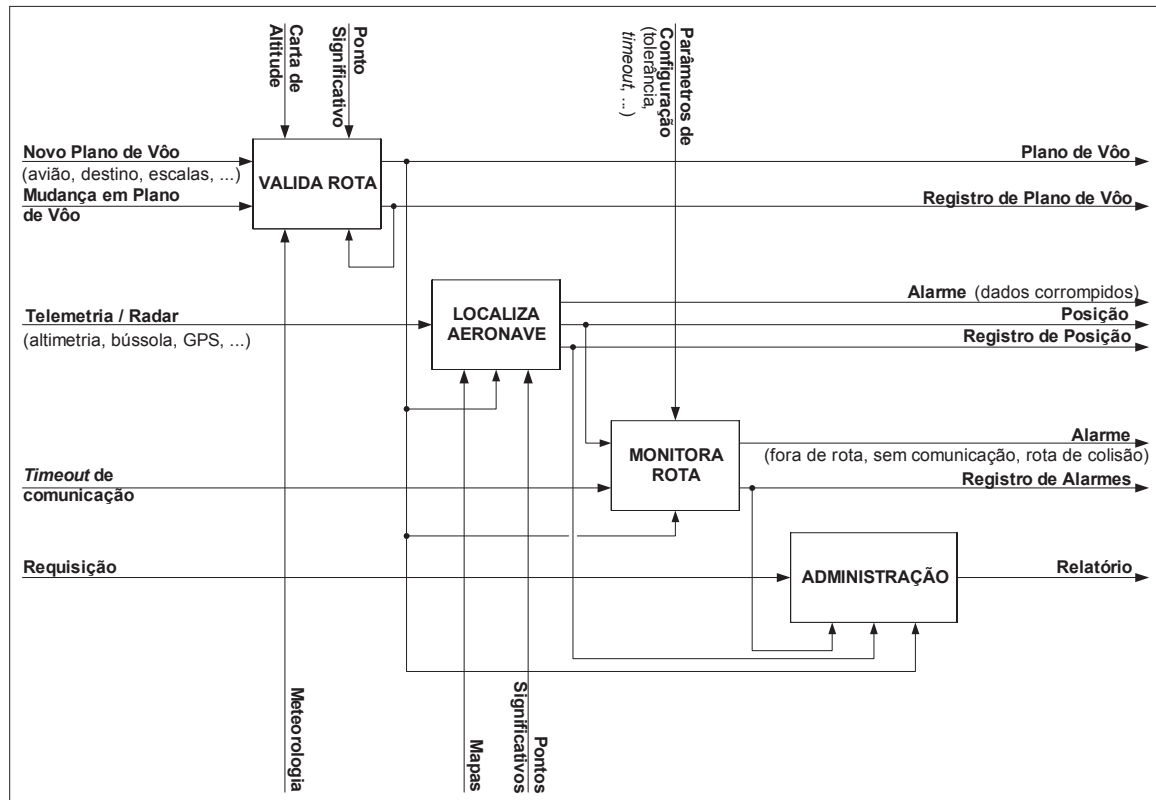 Carta de
Altitude
Ponto
Significativo
Parâmetros de
Configuração
(tolerância,
timeout, ...)
Novo Plano de Vôo
(avião, destino, escalas, ...)
Mudança em Plano
de Vôo
VALIDA ROTA
Plano de Vôo
Registro de Plano de Vôo
Telemetria / Radar
(altimetria, bússola, GPS, ...)
LOCALIZA
AERONAVE
Alarme (dados corrompidos)
Posição
Registro de Posição
Timeout de
comunicação
MONITORA
ROTA
Alarme
(fora de rota, sem comunicação, rota de colisão)
Registro de Alarmes
Requisição
ADMINISTRAÇÃO
Relatório
Meteorologia
Mapas
Pontos
Significativos